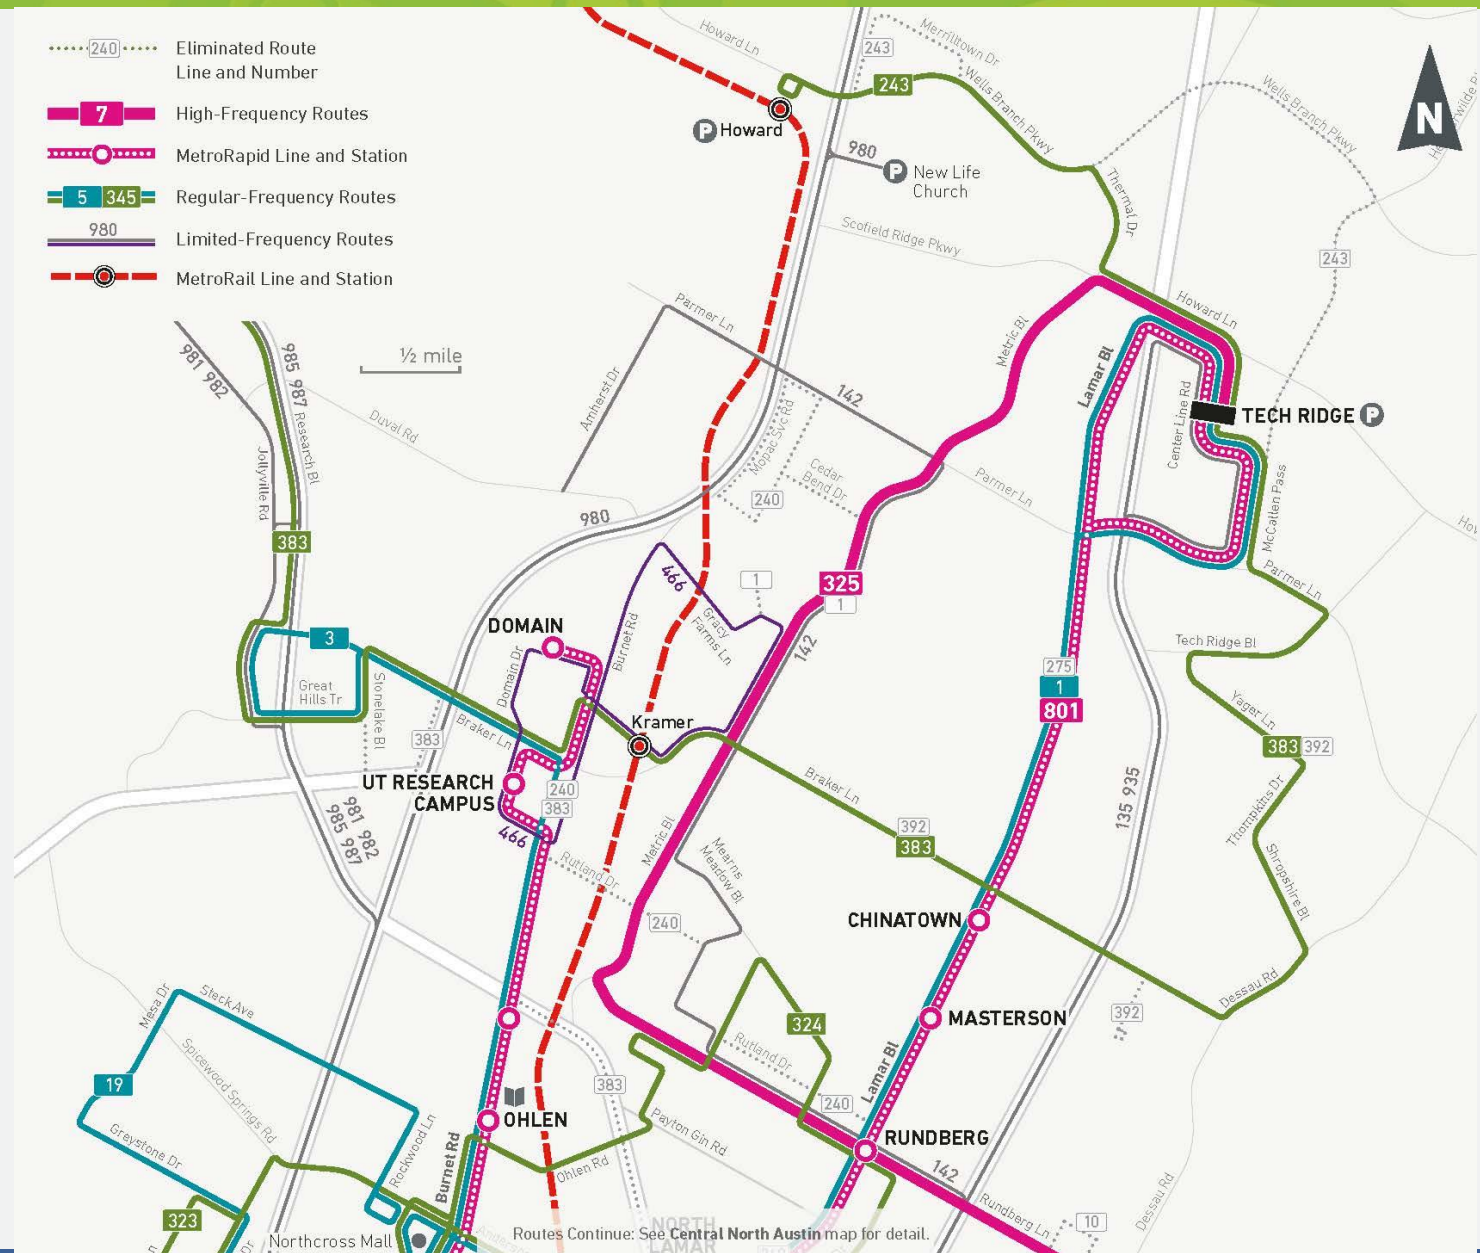 240
Eliminated Route
Line and Number
7
High-Frequency Routes
MetroRapid Line and Station
5 345
Regular-Frequency Routes
980
Limited-Frequency Routes
MetroRail Line and Station
½ mile
N
Howard Ln
243
Merrilltown Dr
243
Wells Branch Pkwy
Wells Branch Pkwy
P Howard
980
P New Life
Church
Thermal Dr
Scofield Ridge Pkwy
243
Howard Ln
Parmer Ln
Metric Bl
Lamar Bl
Center Line Rd
TECH RIDGE P
981 982
985 987
Research Bl
Jollyville Rd
Duval Rd
Amherst Dr
142
Mopac Svc Rd
Cedar
Bend Dr
240
Parmer Ln
McCallen Pass
980
383
466
1
325
1
Parmer Ln
Gracy
Farms Ln
Burnet Rd
DOMAIN
3
142
Tech Ridge Bl
275
1
801
Great
Hills Tr
Stonelake Bl
Domain Dr
Yager Ln
383 392
Kramer
383
Braker Ln
UT RESEARCH
CAMPUS
240
383
466
Braker Ln
135 935
Thompkins Dr
981 982
985 987
392
383
Metric Bl
Mearns
Meadow Bl
Shropshire Bl
Rutland Dr
240
CHINATOWN
Dessau Rd
Mesa Dr
Steck Ave
MASTERSON
392
324
Rutland Dr
Spicewood Springs Rd
19
383
240
Lamar Bl
OHLEN
Payton Gin Rd
RUNDBERG
Greystone Dr
Rockwood Ln
Burnet Rd
Ohlen Rd
142
Rundberg Ln
10
Dessau Rd
323
NORTH
LAMAR
Routes Continue: See Central North Austin map for detail.
Northcross Mall